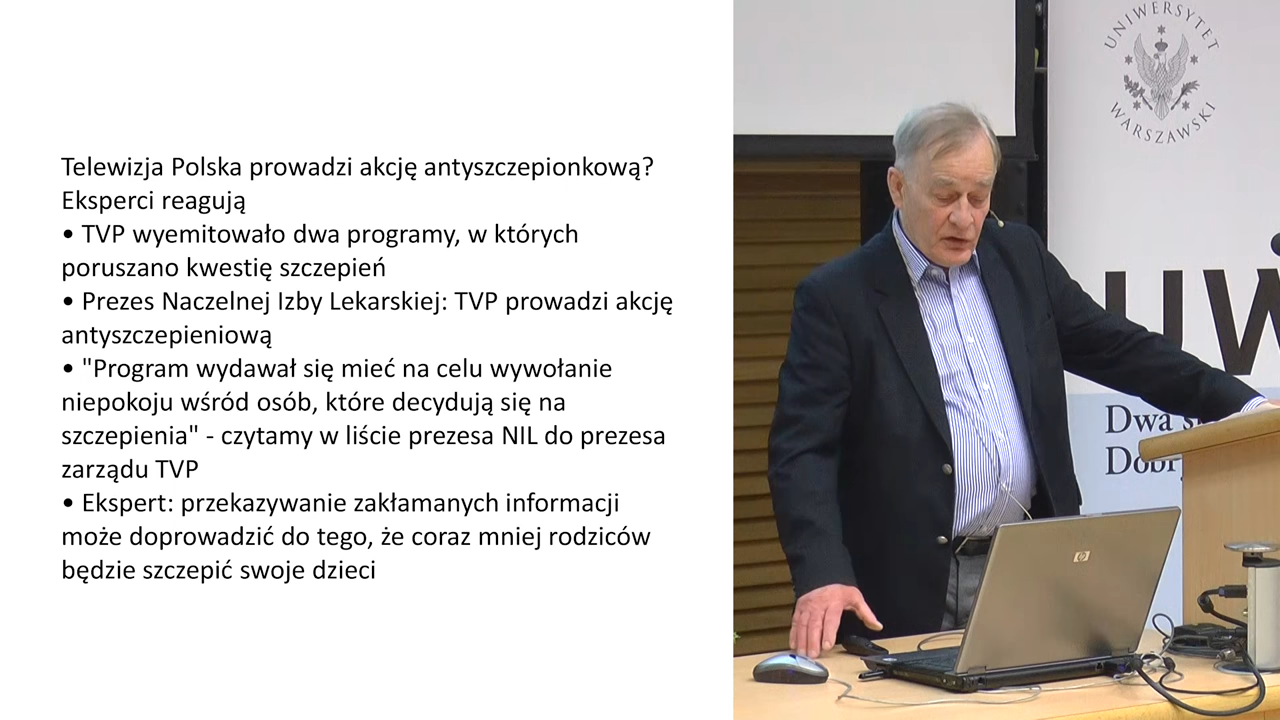 Telewizja Polska prowadzi akcję antyszczepionkową?
Eksperci reagują
• TVP wyemitowało dwa programy, w których
poruszano kwestię szczepień
• Prezes Naczelnej Izby Lekarskiej: TVP prowadzi akcję
antyszczepieniową
• "Program wydawał się mieć na celu wywołanie
niepokoju wśród osób, które decydują się na
szczepienia" - czytamy w liście prezesa NIL do prezesa
zarządu TVP
• Ekspert: przekazywanie zakłamanych informacji
może doprowadzić do tego, że coraz mniej rodziców
będzie szczepić swoje dzieci
UNIWERSYTET
WARSZAWSKI
UW
Dwa
hp